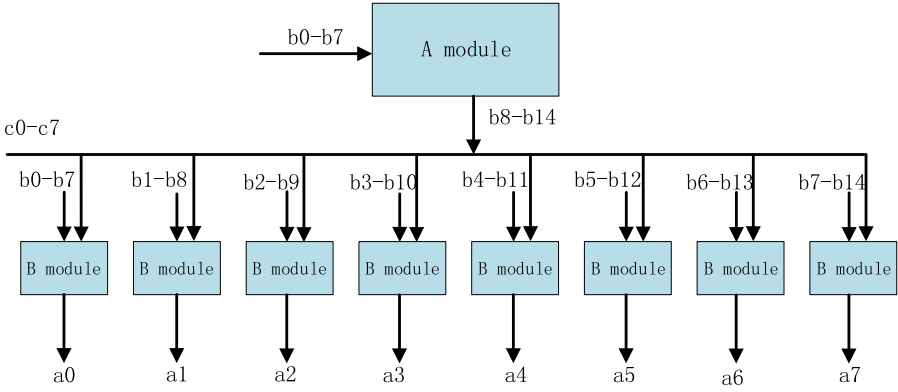 b0-b7
A module
b8-b14
c0-c7
b0-b7 b1-b8 b2-b9 b3-b10 b4-b11 b5-b12 b6-b13 b7-b14
B module B module B module B module B module B module B module B module
a0 a1 a2 a3 a4 a5 a6 a7